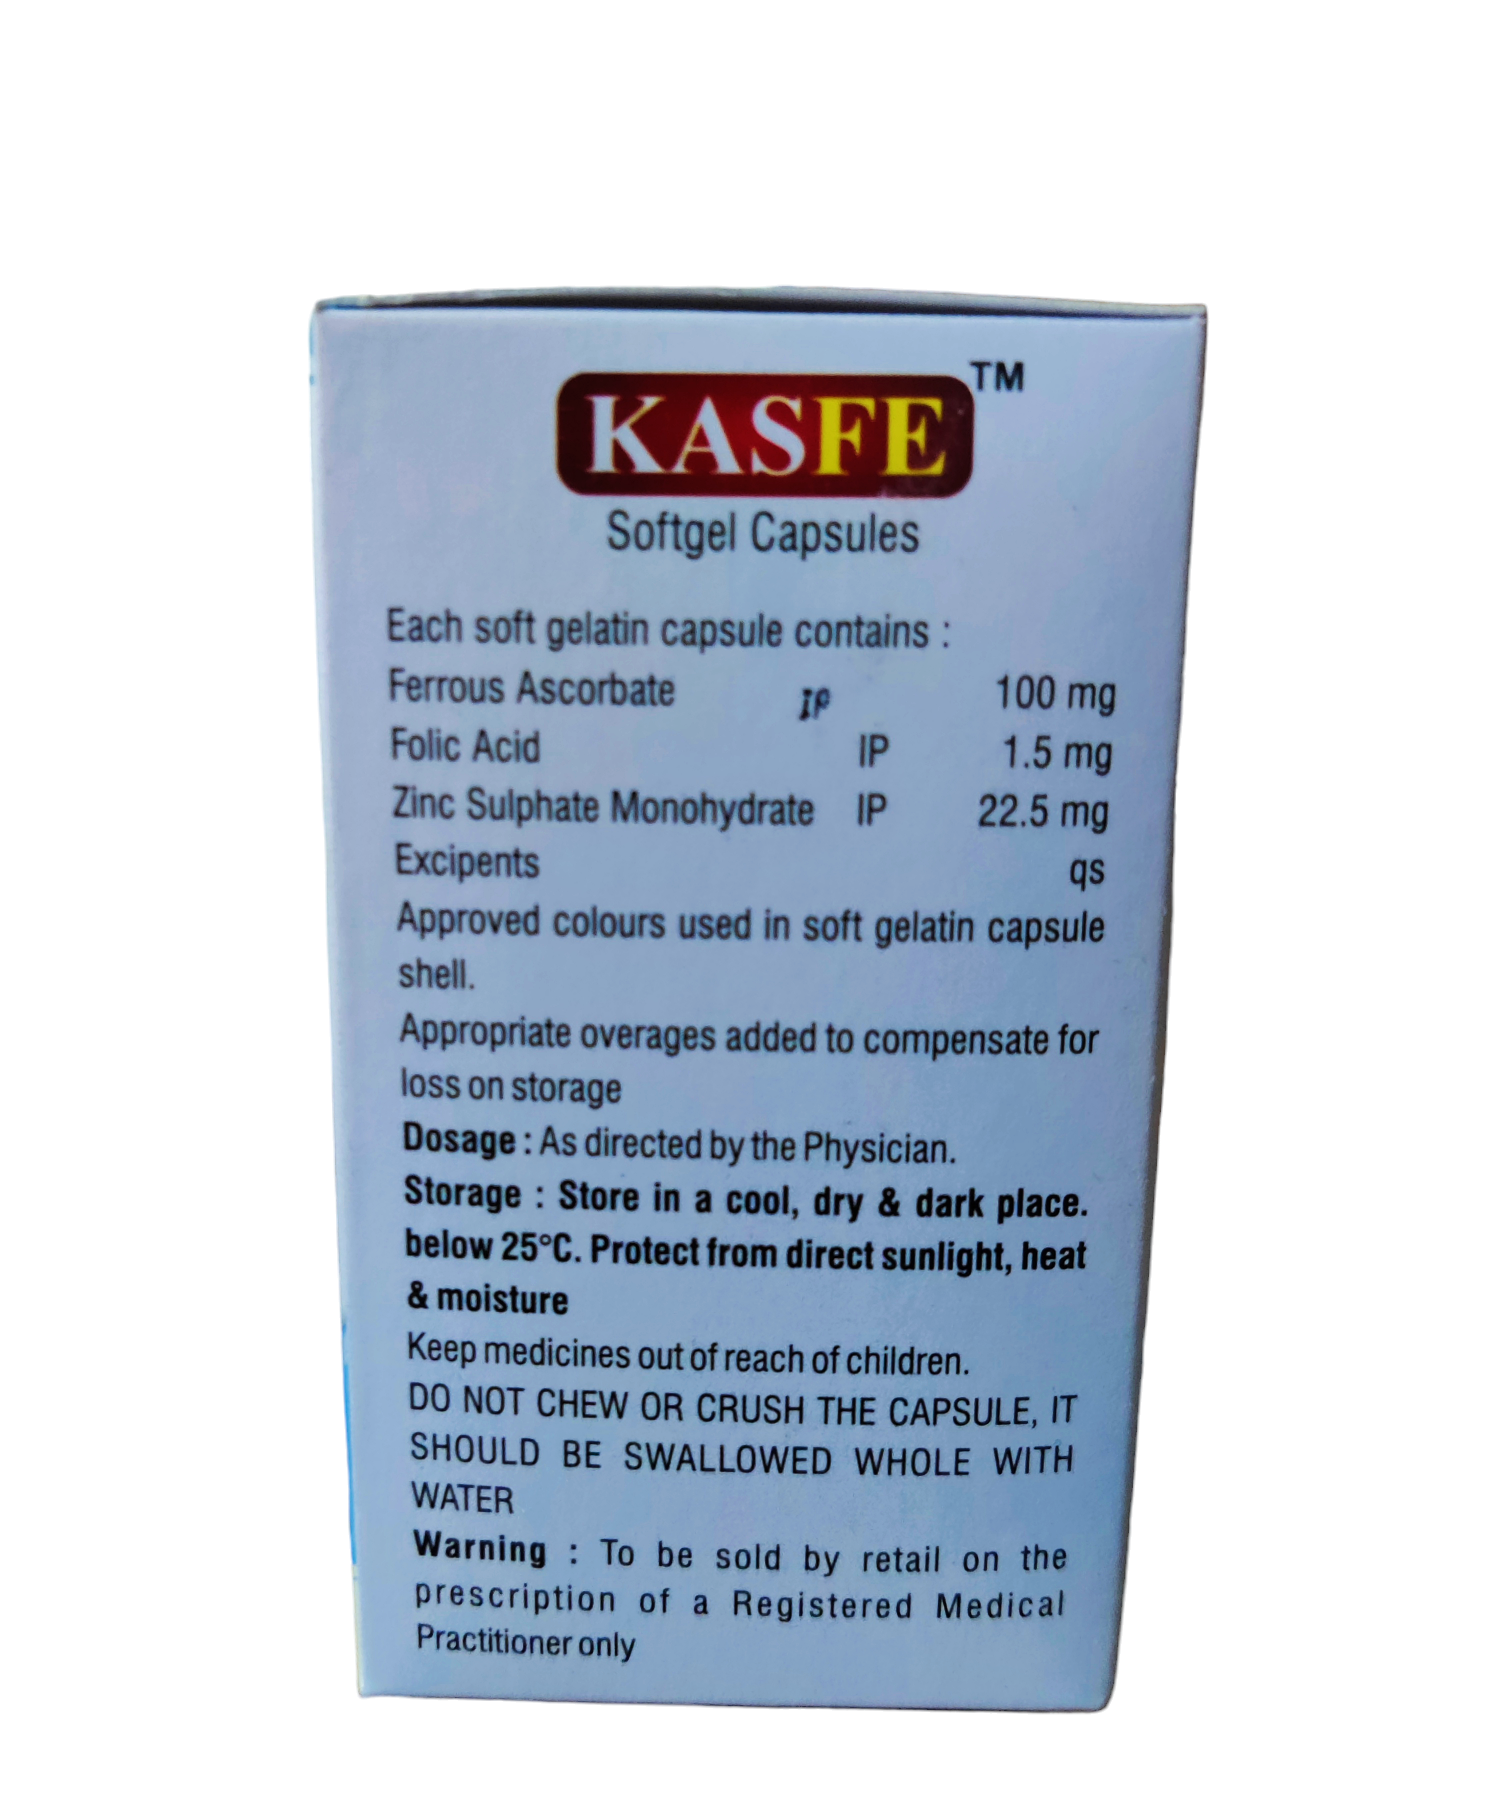 KASFE TM
Softgel Capsules
Each soft gelatin capsule contains :
Ferrous Ascorbate IP 100 mg
Folic Acid IP 1.5 mg
Zinc Sulphate Monohydrate IP 22.5 mg
Excipents qs
Approved colours used in soft gelatin capsule
shell.
Appropriate overages added to compensate for
loss on storage
Dosage : As directed by the Physician.
Storage : Store in a cool, dry & dark place.
below 25°C. Protect from direct sunlight, heat
& moisture
Keep medicines out of reach of children.
DO NOT CHEW OR CRUSH THE CAPSULE, IT
SHOULD BE SWALLOWED WHOLE WITH
WATER
Warning : To be sold by retail on the
prescription of a Registered Medical
Practitioner only